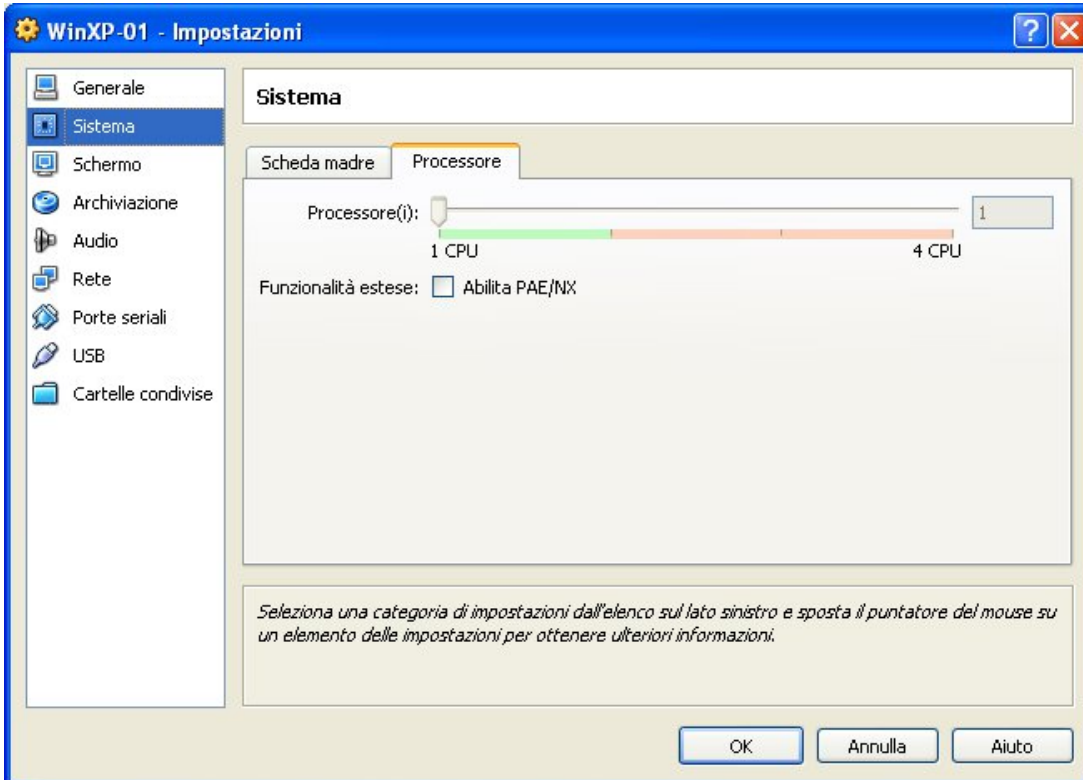 WinXP-01 - Impostazioni
Generale
Sistema
Schermo
Archiviazione
Audio
Rete
Porte seriali
USB
Cartelle condivise
Sistema
Scheda madre
Processore
Processore(i):
1
1 CPU
4 CPU
Funzionalità estese:
Abilita PAE/NX
Seleziona una categoria di impostazioni dall'elenco sul lato sinistro e sposta il puntatore del mouse su
un elemento delle impostazioni per ottenere ulteriori informazioni.
OK
Annulla
Aiuto